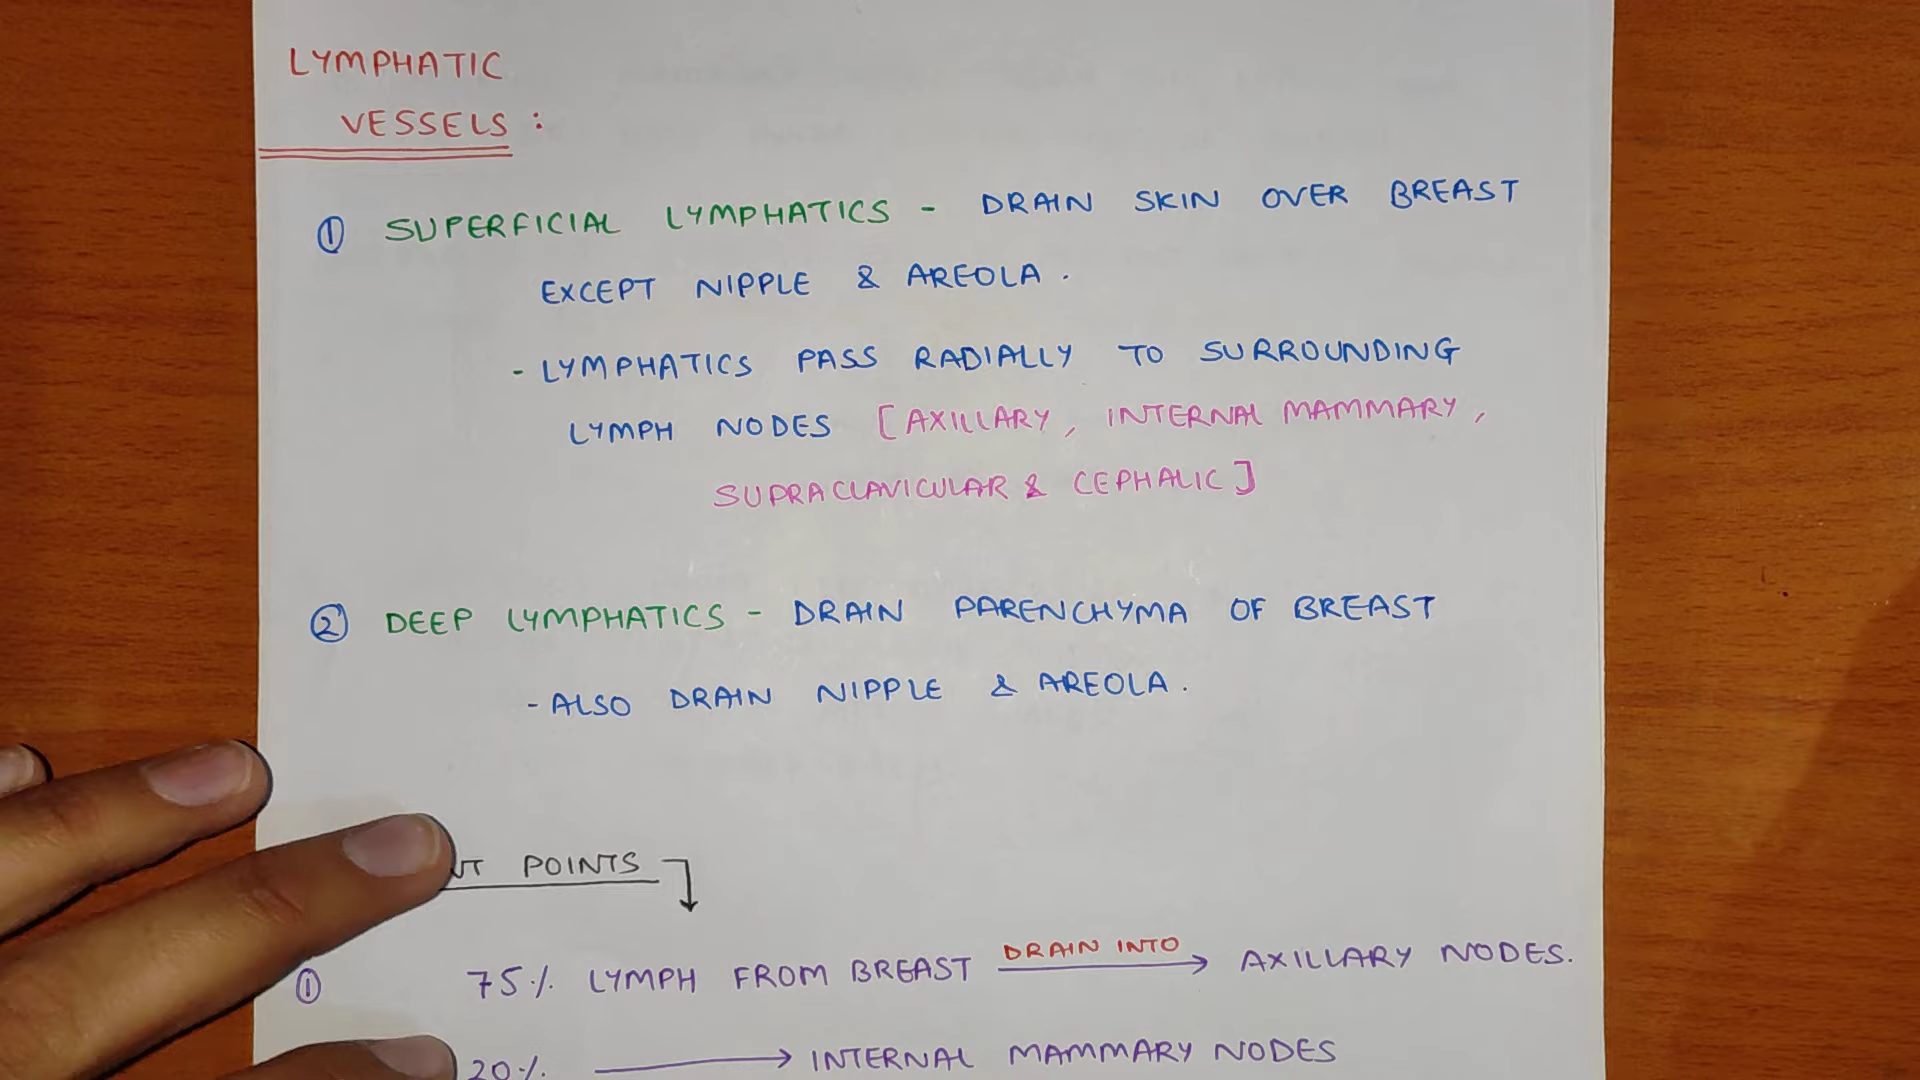 LYMPHATIC
VESSELS :
① SUPERFICIAL LYMPHATICS - DRAIN SKIN OVER BREAST
EXCEPT NIPPLE & AREOLA .
- LYMPHATICS PASS RADIALLY TO SURROUNDING
LYMPH NODES [ AXILLARY , INTERNAL MAMMARY ,
SUPRACLAVICULAR & CEPHALIC ]
② DEEP LYMPHATICS - DRAIN PARENCHYMA OF BREAST
- ALSO DRAIN NIPPLE & AREOLA .
POINTS
① 75% LYMPH FROM BREAST DRAIN INTO → AXILLARY NODES.
20% → INTERNAL MAMMARY NODES